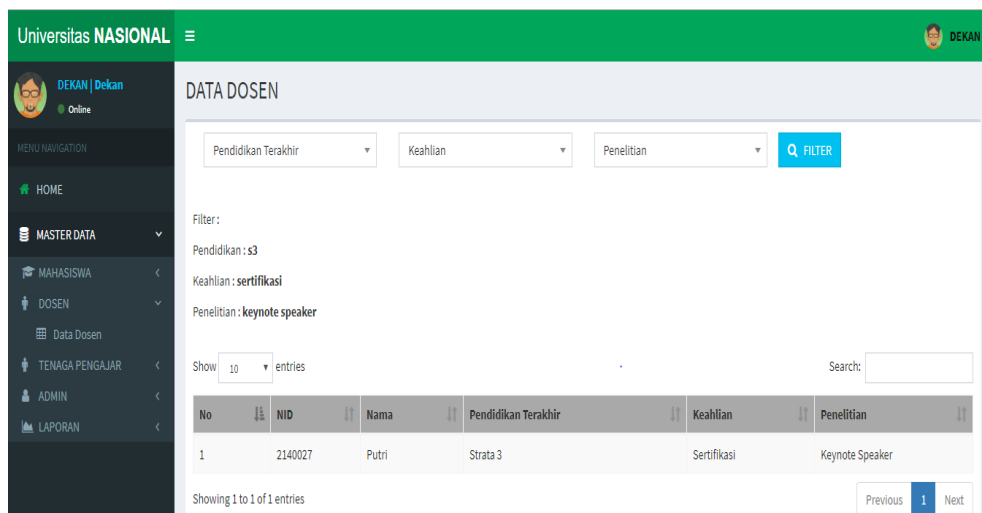 Universitas NASIONAL
DEKAN
DEKAN | Dekan
Online
MENU NAVIGATION
HOME
MASTER DATA
MAHASISWA
DOSEN
Data Dosen
TENAGA PENGAJAR
ADMIN
LAPORAN
DATA DOSEN
Pendidikan Terakhir Keahlian Penelitian FILTER
Filter :
Pendidikan : s3
Keahlian : sertifikasi
Penelitian : keynote speaker
Show 10 entries Search:
No NID Nama Pendidikan Terakhir Keahlian Penelitian
1 2140027 Putri Strata 3 Sertifikasi Keynote Speaker
Showing 1 to 1 of 1 entries Previous 1 Next